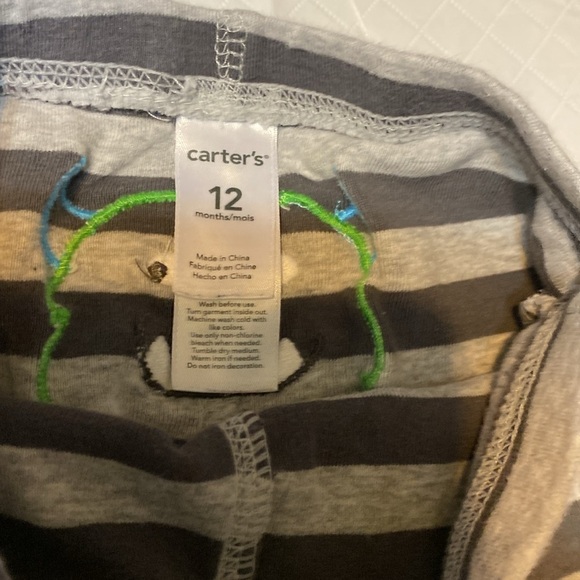 carter's®
12
months/mois
Made in China
Fabriqué en China
Hecho en China
Wash before use.
Turn garment inside out.
Machine wash cold with
like colors.
Use only non-chlorine
bleach when needed.
Tumble dry medium.
Warm iron if needed.
Do not iron decoration.